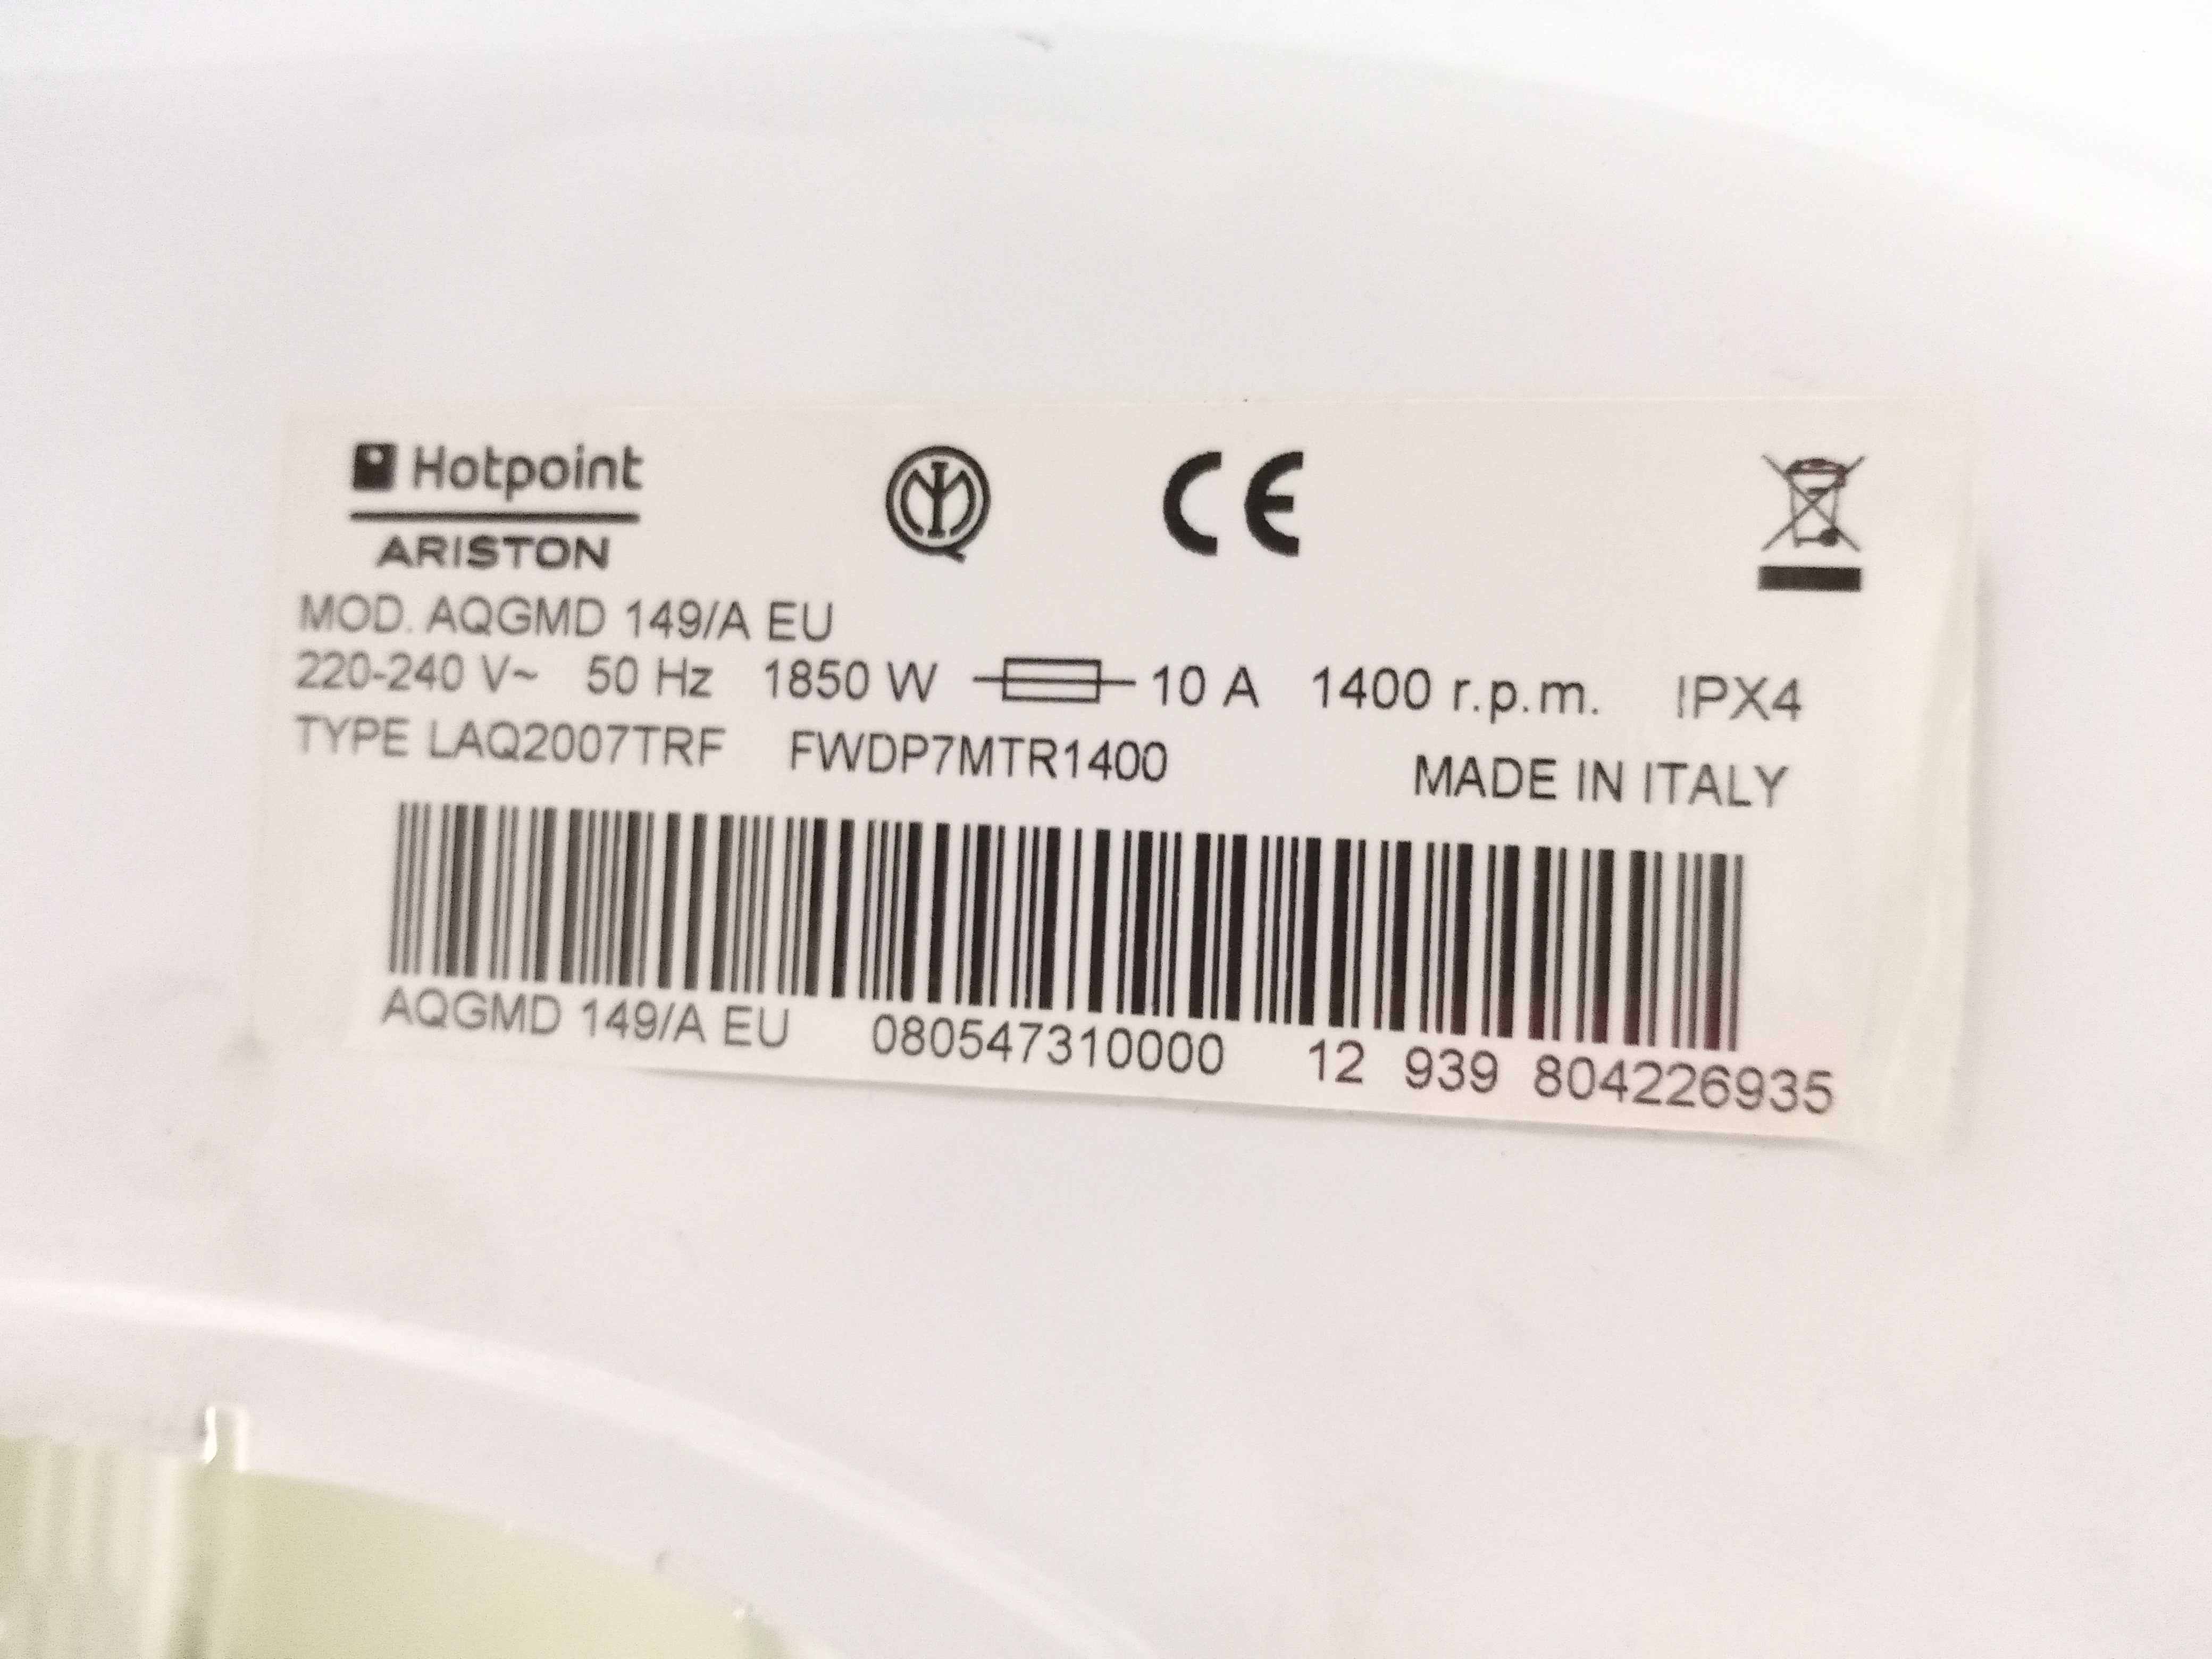 Hotpoint
ARISTON
CE
MOD. AQGMD 149/A EU
220-240 V~ 50 Hz 1850 W 10 A 1400 r.p.m. IPX4
TYPE LAQ2007TRF FWDP7MTR1400 MADE IN ITALY
AQGMD 149/A EU 080547310000 12 939 804226935